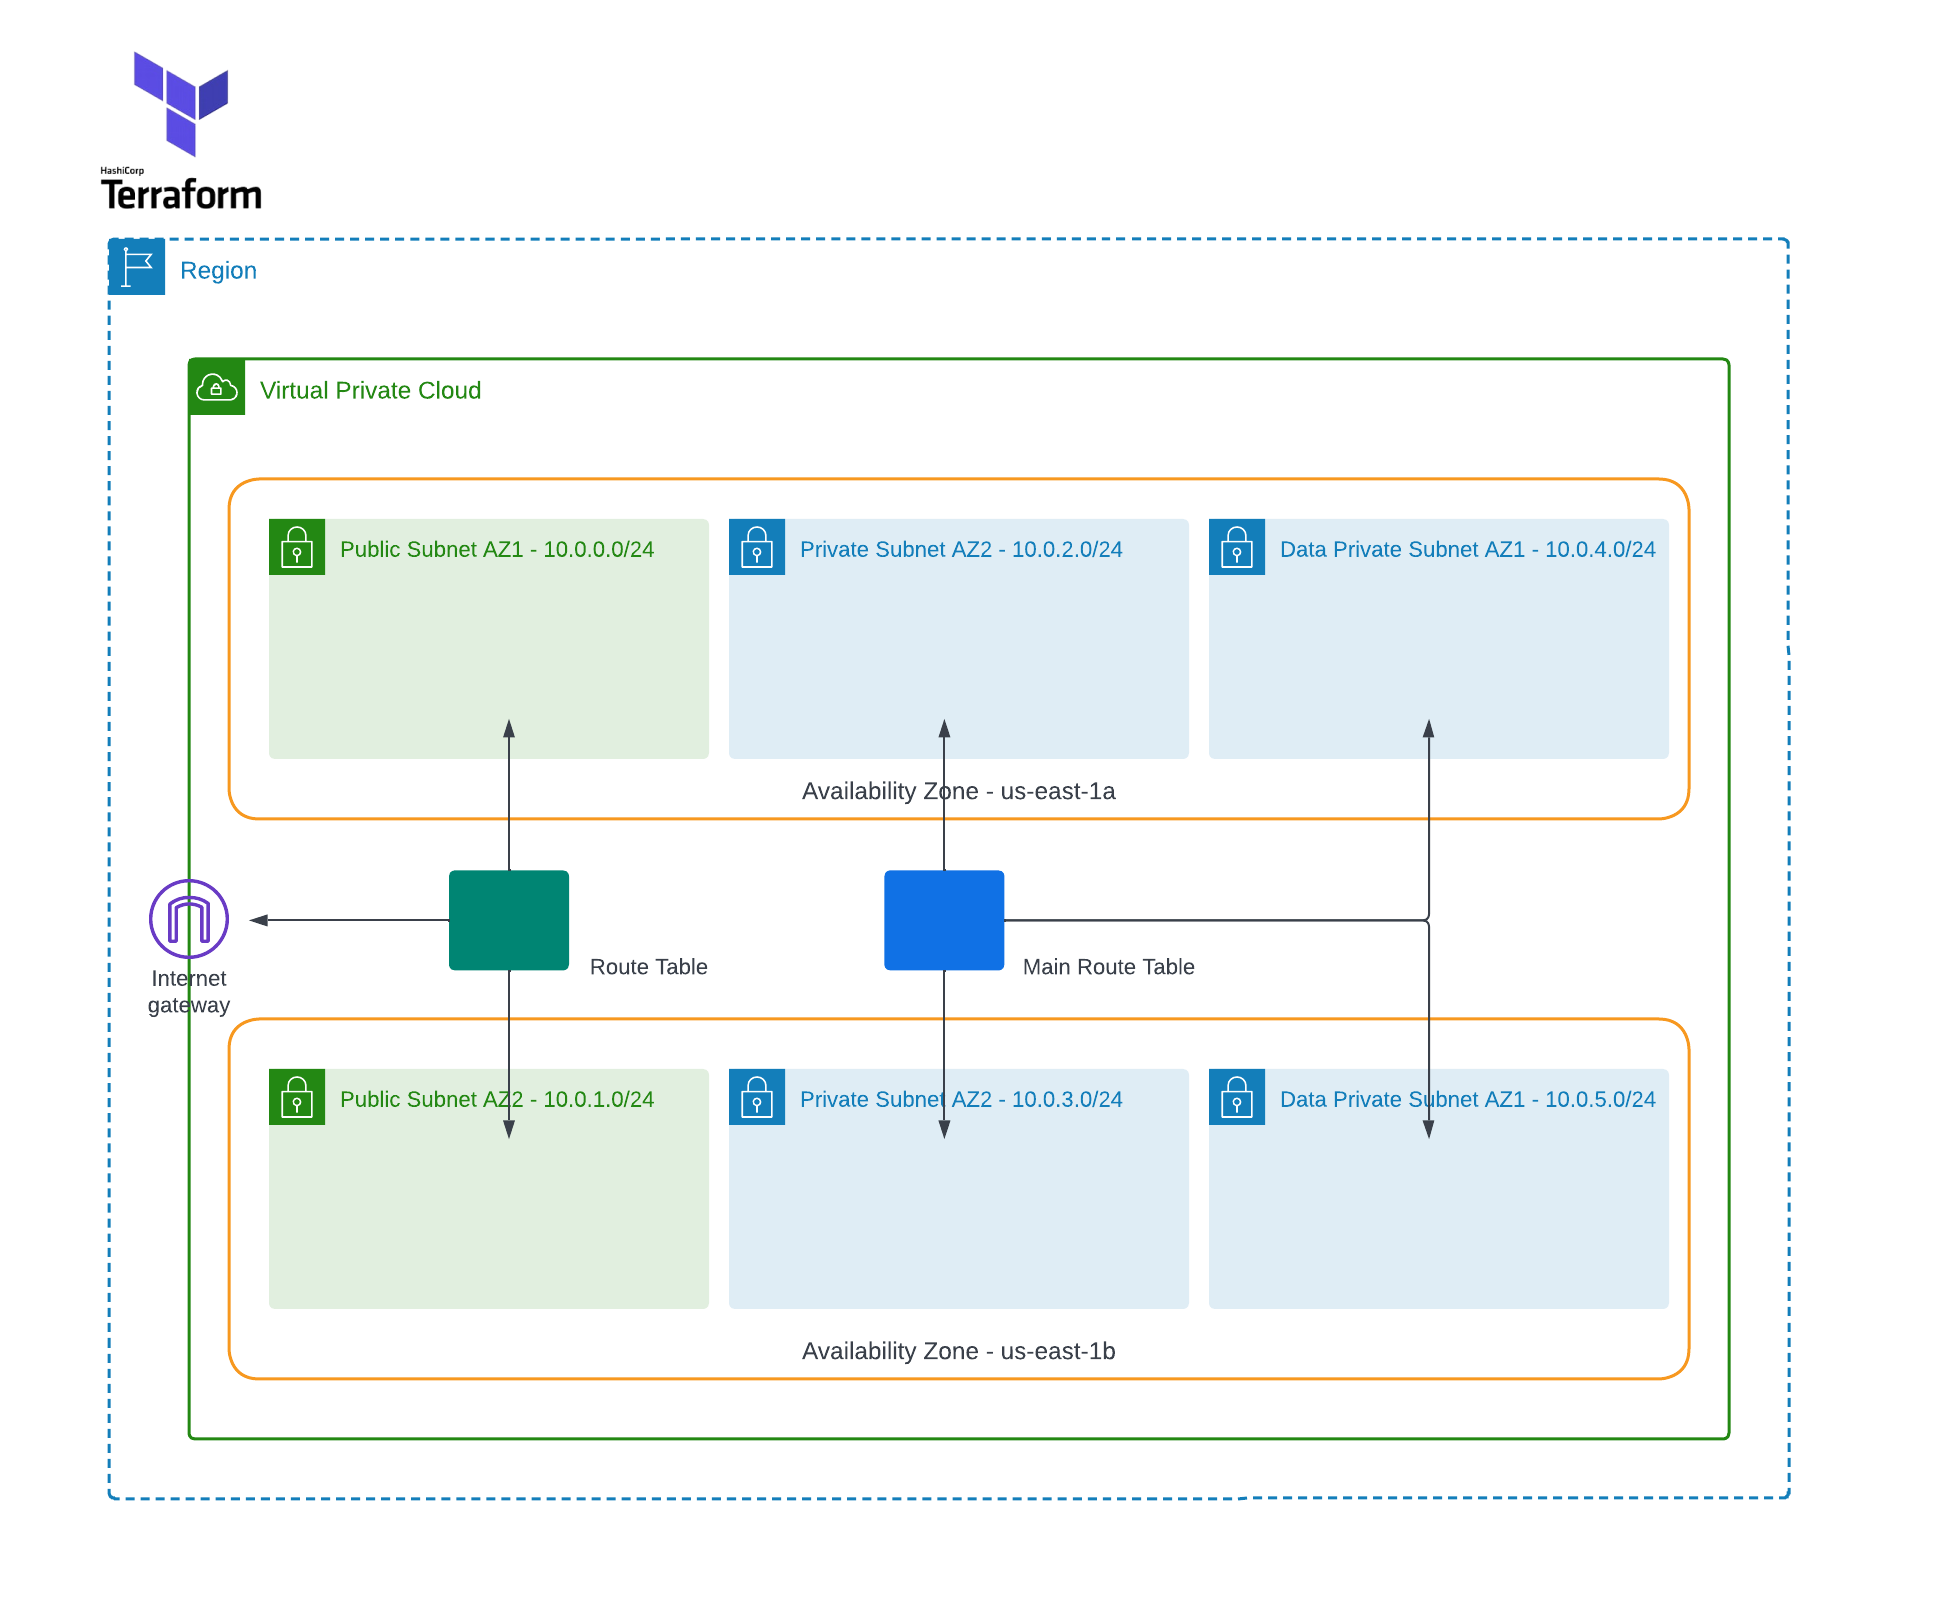 HashiCorp
Terraform
Region
Virtual Private Cloud
Public Subnet AZ1 - 10.0.0.0/24
Private Subnet AZ2 - 10.0.2.0/24
Data Private Subnet AZ1 - 10.0.4.0/24
Availability Zone - us-east-1a
Internet
gateway
Route Table
Main Route Table
Public Subnet AZ2 - 10.0.1.0/24
Private Subnet AZ2 - 10.0.3.0/24
Data Private Subnet AZ1 - 10.0.5.0/24
Availability Zone - us-east-1b